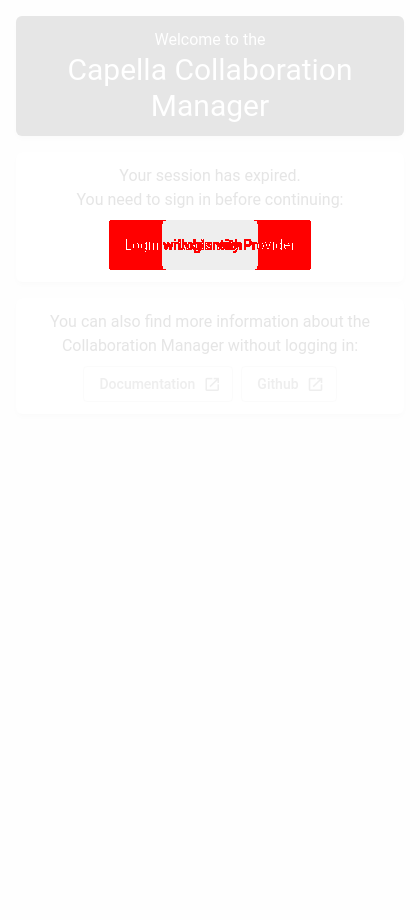 Welcome to the
Capella Collaboration
Manager
Your session has expired.
You need to sign in before continuing:
Login with Identity Provider
You can also find more information about the
Collaboration Manager without logging in:
Documentation
Github